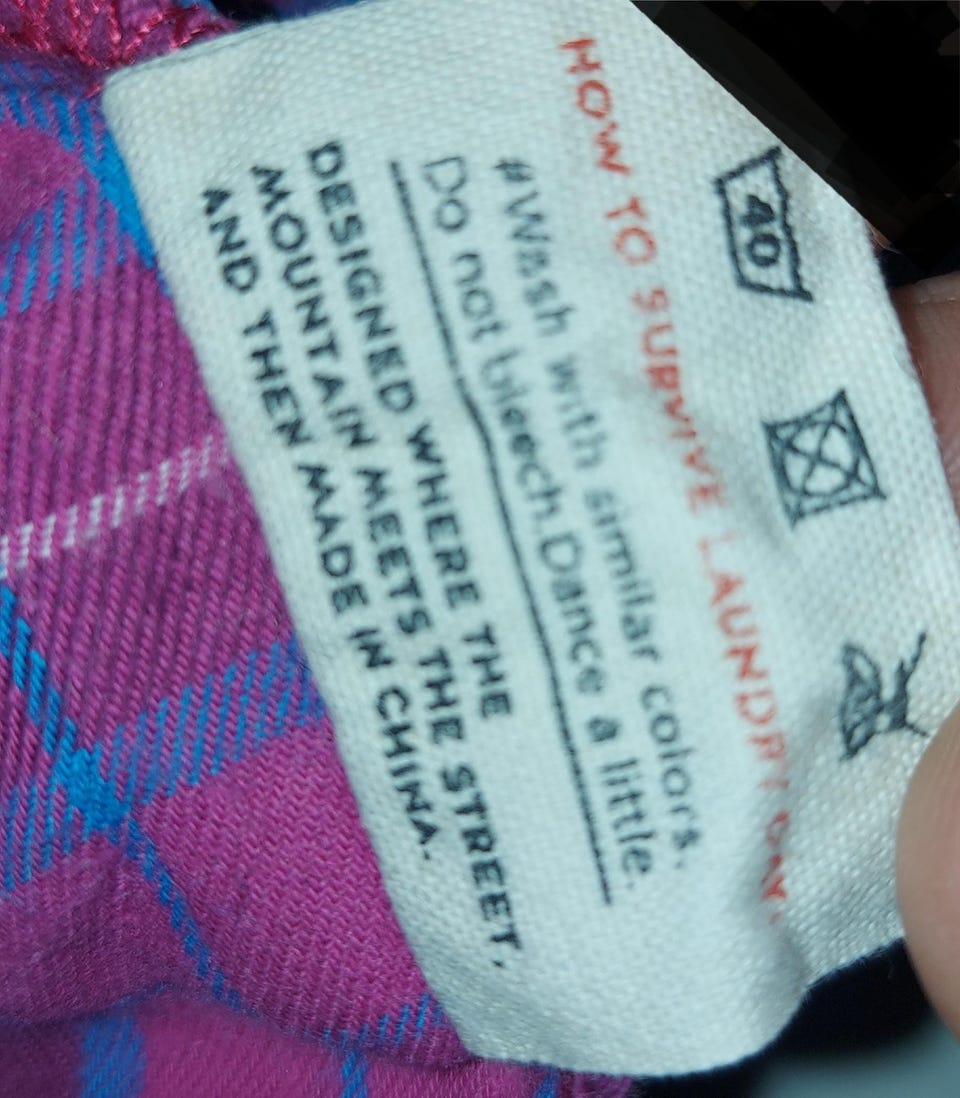 40
HOW TO SURVIVE LAUNDRY DAY.
#Wash with similar colors.
Do not bleech.Dance a little.
DESIGNED WHERE THE
MOUNTAIN MEETS THE STREET,
AND THEN MADE IN CHINA.